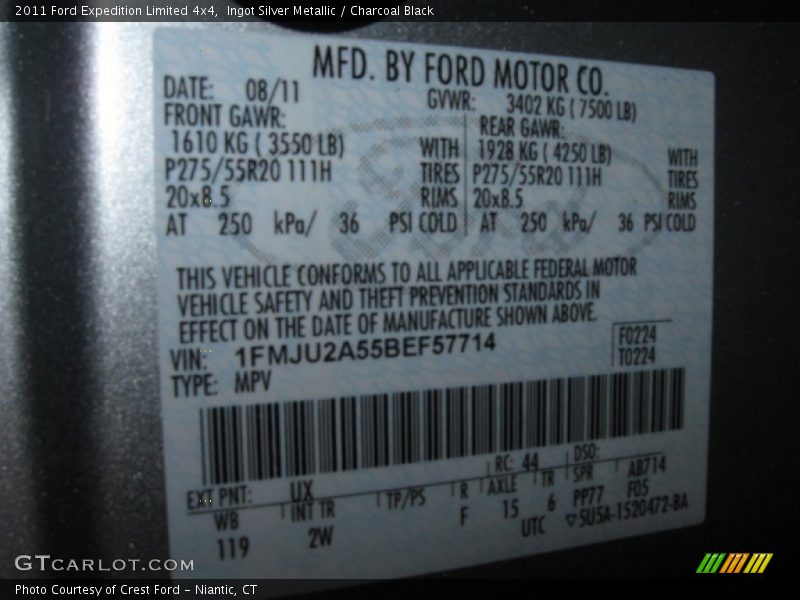 2011 Ford Expedition Limited 4x4, Ingot Silver Metallic / Charcoal Black
MFD. BY FORD MOTOR CO.
DATE: 08/11 GVWR: 3402 KG ( 7500 LB)
FRONT GAWR: REAR GAWR:
1610 KG ( 3550 LB) WITH 1928 KG ( 4250 LB) WITH
P275/55R20 111H TIRES P275/55R20 111H TIRES
20x8.5 RIMS 20x8.5 RIMS
AT 250 kPa/ 36 PSI COLD AT 250 kPa/ 36 PSI COLD
Ford
THIS VEHICLE CONFORMS TO ALL APPLICABLE FEDERAL MOTOR
VEHICLE SAFETY AND THEFT PREVENTION STANDARDS IN
EFFECT ON THE DATE OF MANUFACTURE SHOWN ABOVE.
VIN: 1FMJU2A55BEF57714 F0224
TYPE: MPV T0224
EXT PNT: UX RC: 44 DSO:
WB INT TR TP/PS R AXLE TR SPR AB714
119 2W F 15 6 PP77 F05
UTC ▽5U5A-1520472-BA
GTCARLOT.COM
Photo Courtesy of Crest Ford - Niantic, CT